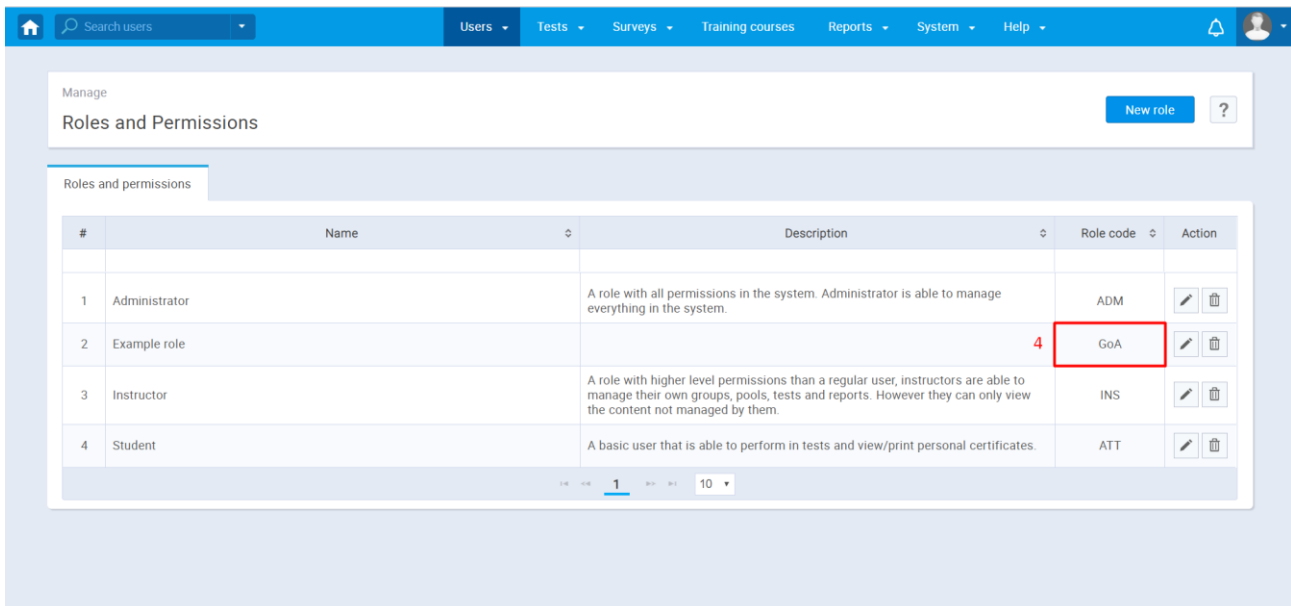 Search users
Users Tests Surveys Training courses Reports System Help
Manage
Roles and Permissions
New role ?
Roles and permissions
# Name Description Role code Action
1 Administrator A role with all permissions in the system. Administrator is able to manage
everything in the system. ADM
2 Example role 4 GoA
3 Instructor A role with higher level permissions than a regular user, instructors are able to
manage their own groups, pools, tests and reports. However they can only view
the content not managed by them. INS
4 Student A basic user that is able to perform in tests and view/print personal certificates. ATT
1 10